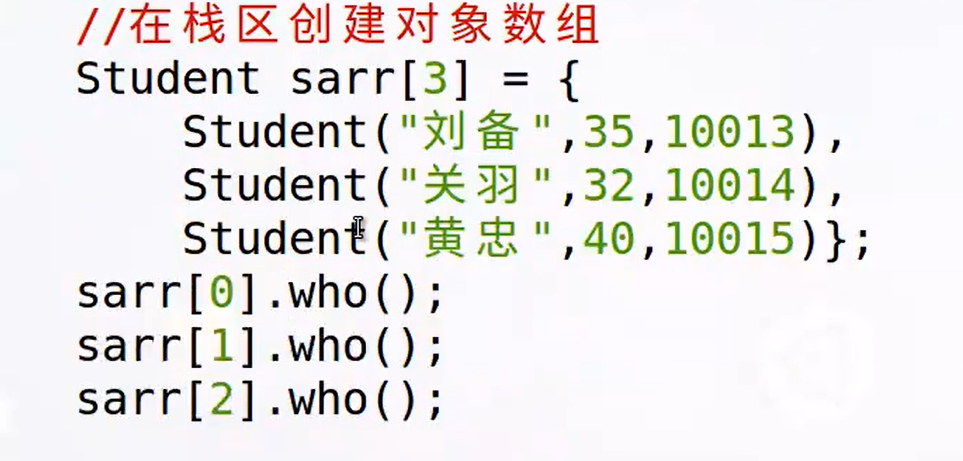 //在栈区创建对象数组
Student sarr[3] = {
    Student("刘备",35,10013),
    Student("关羽",32,10014),
    Student("黄忠",40,10015)};
sarr[0].who();
sarr[1].who();
sarr[2].who();